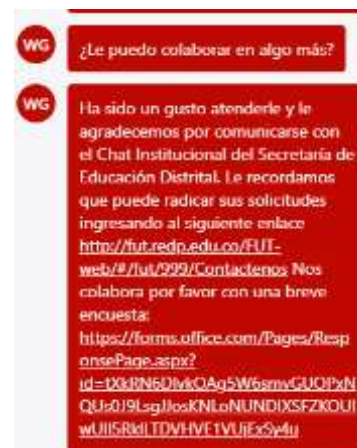 WG
¿Le puedo colaborar en algo más?
WG
Ha sido un gusto atenderle y le
agradecemos por comunicarse con
el Chat Institucional del Secretaría de
Educación Distrital. Le recordamos
que puede radicar sus solicitudes
ingresando al siguiente enlace
http://fut.redp.edu.co/FUT-
web/#/fut/999/Contactenos Nos
colabora por favor con una breve
encuesta:
https://forms.office.com/Pages/Resp
onsePage.aspx?